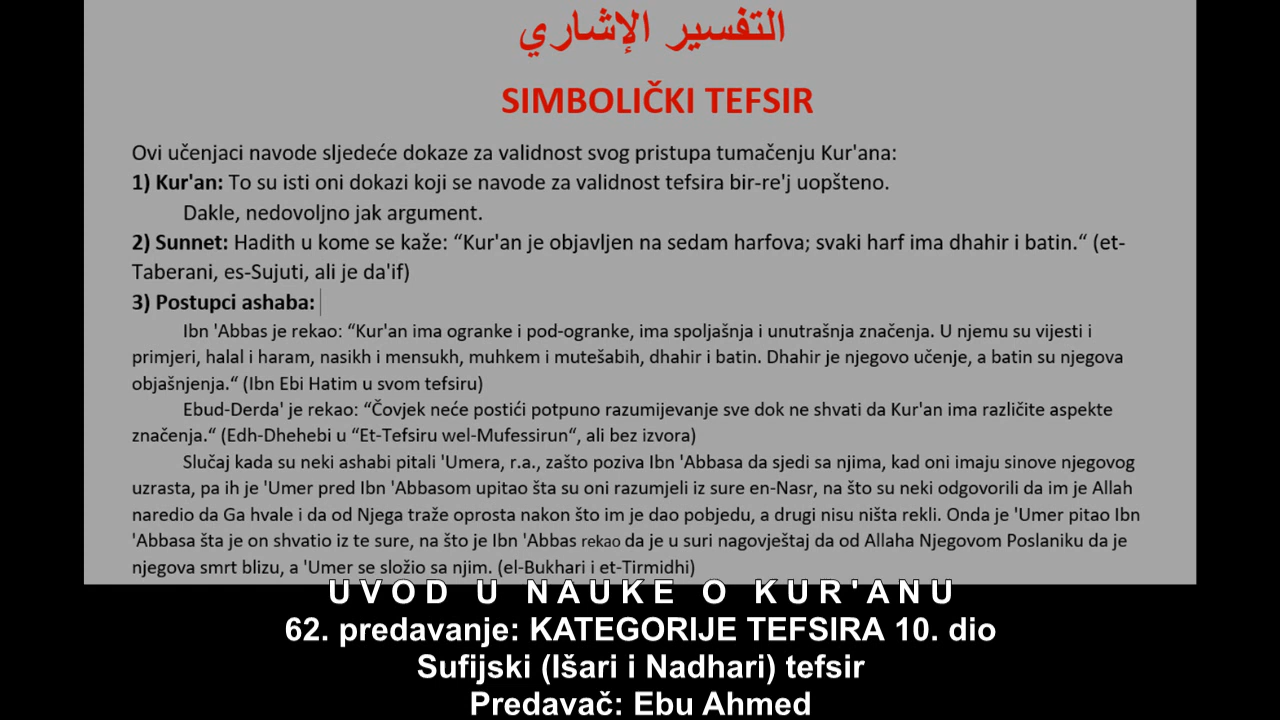 التفسير الإشاري
SIMBOLIČKI TEFSIR
Ovi učenjaci navode sljedeće dokaze za validnost svog pristupa tumačenju Kur'ana:
1) Kur'an: To su isti oni dokazi koji se navode za validnost tefsira bir-re'j uopšteno.
Dakle, nedovoljno jak argument.
2) Sunnet: Hadith u kome se kaže: “Kur'an je objavljen na sedam harfova; svaki harf ima dhahir i batin.“ (et-
Taberani, es-Sujuti, ali je da'if)
3) Postupci ashaba:
Ibn 'Abbas je rekao: “Kur'an ima ogranke i pod-ogranke, ima spoljašnja i unutrašnja značenja. U njemu su vijesti i
primjeri, halal i haram, nasikh i mensukh, muhkem i mutešabih, dhahir i batin. Dhahir je njegovo učenje, a batin su njegova
objašnjenja.“ (Ibn Ebi Hatim u svom tefsiru)
Ebud-Derda' je rekao: “Čovjek neće postići potpuno razumijevanje sve dok ne shvati da Kur'an ima različite aspekte
značenja.“ (Edh-Dhehebi u “Et-Tefsiru wel-Mufessirun“, ali bez izvora)
Slučaj kada su neki ashabi pitali 'Umera, r.a., zašto poziva Ibn 'Abbasa da sjedi sa njima, kad oni imaju sinove njegovog
uzrasta, pa ih je 'Umer pred Ibn 'Abbasom upitao šta su oni razumjeli iz sure en-Nasr, na što su neki odgovorili da im je Allah
naredio da Ga hvale i da od Njega traže oprosta nakon što im je dao pobjedu, a drugi nisu ništa rekli. Onda je 'Umer pitao Ibn
'Abbasa šta je on shvatio iz te sure, na što je Ibn 'Abbas rekao da je u suri nagovještaj da od Allaha Njegovom Poslaniku da je
njegova smrt blizu, a 'Umer se složio sa njim. (el-Bukhari i et-Tirmidhi)
UVOD U NAUKE O KUR'ANU
62. predavanje: KATEGORIJE TEFSIRA 10. dio
Sufijski (Išari i Nadhari) tefsir
Predavač: Ebu Ahmed